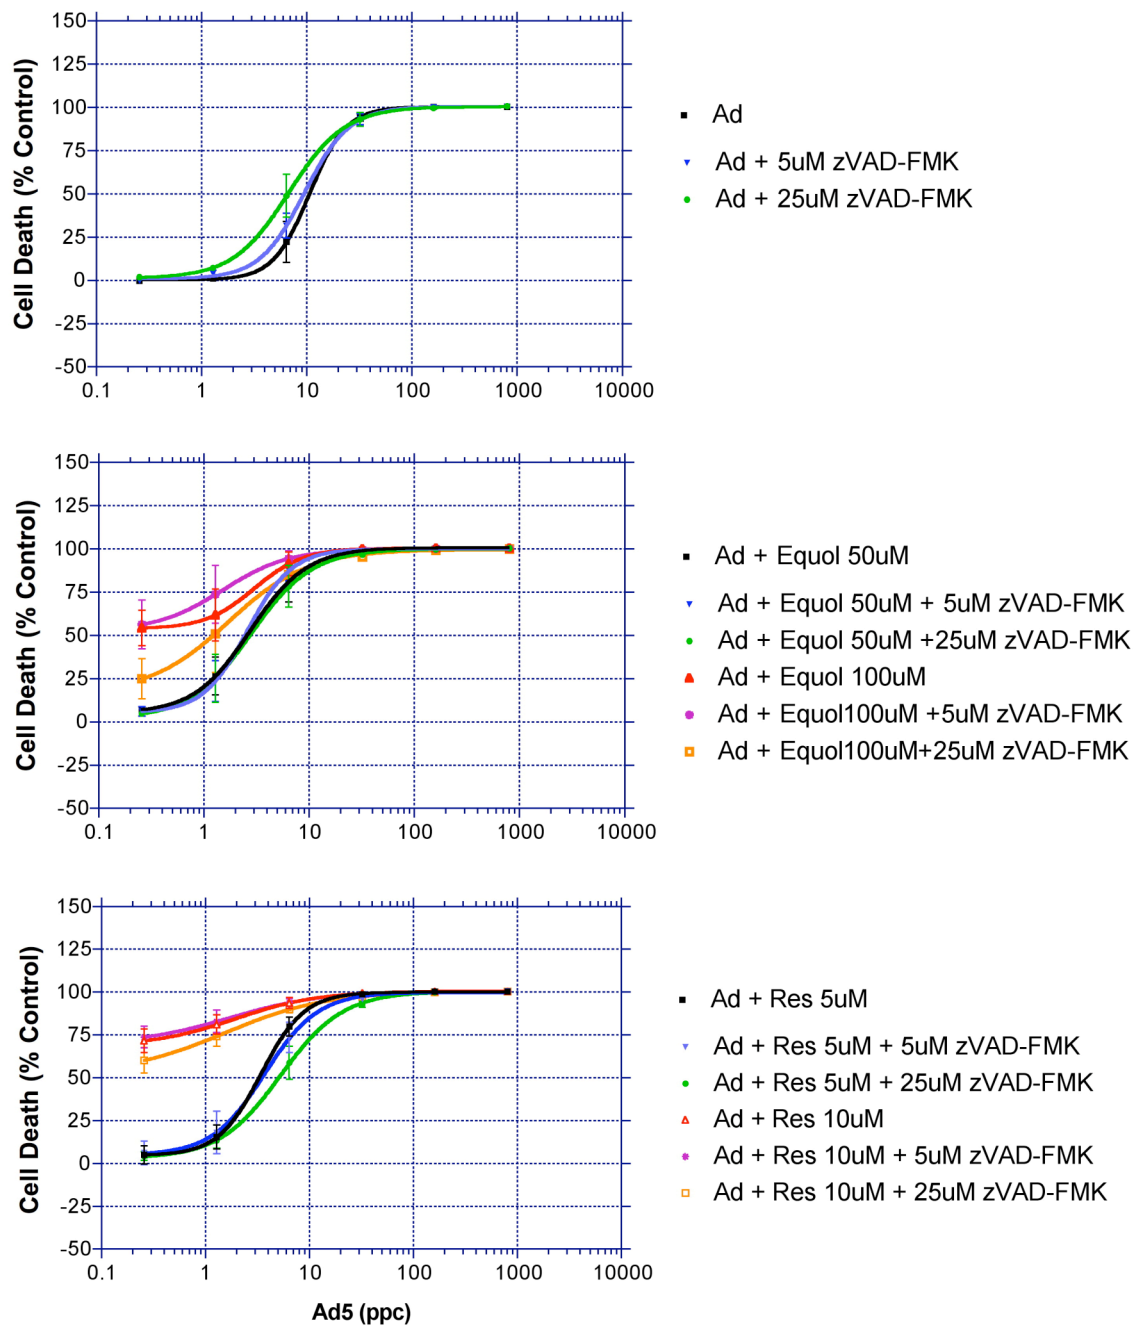 150
125
100
75
50
25
0
-25
-50
Cell Death (% Control)
0.1 1 10 100 1000 10000
Ad
Ad + 5uM zVAD-FMK
Ad + 25uM zVAD-FMK
150
125
100
75
50
25
0
-25
-50
Cell Death (% Control)
0.1 1 10 100 1000 10000
Ad + Equol 50uM
Ad + Equol 50uM + 5uM zVAD-FMK
Ad + Equol 50uM +25uM zVAD-FMK
Ad + Equol 100uM
Ad + Equol100uM +5uM zVAD-FMK
Ad + Equol100uM+25uM zVAD-FMK
150
125
100
75
50
25
0
-25
-50
Cell Death (% Control)
0.1 1 10 100 1000 10000
Ad5 (ppc)
Ad + Res 5uM
Ad + Res 5uM + 5uM zVAD-FMK
Ad + Res 5uM + 25uM zVAD-FMK
Ad + Res 10uM
Ad + Res 10uM + 5uM zVAD-FMK
Ad + Res 10uM + 25uM zVAD-FMK